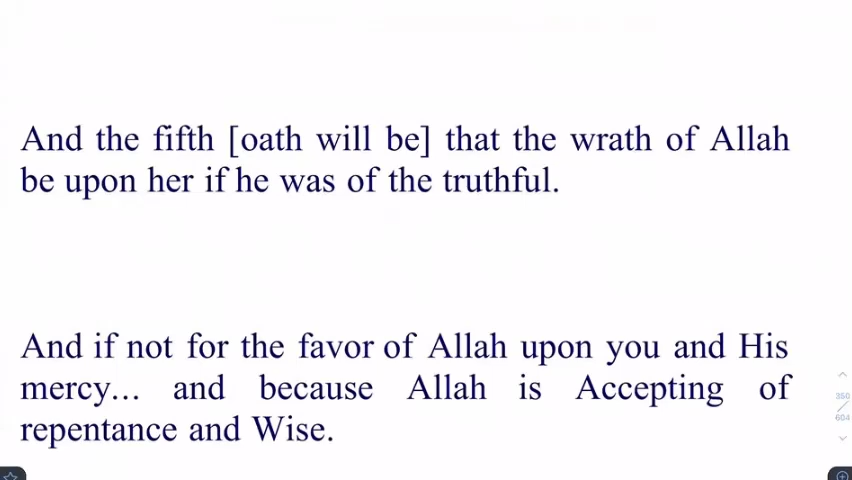 And the fifth [oath will be] that the wrath of Allah
be upon her if he was of the truthful.
And if not for the favor of Allah upon you and His
mercy... and because Allah is Accepting of
repentance and Wise.
350
604